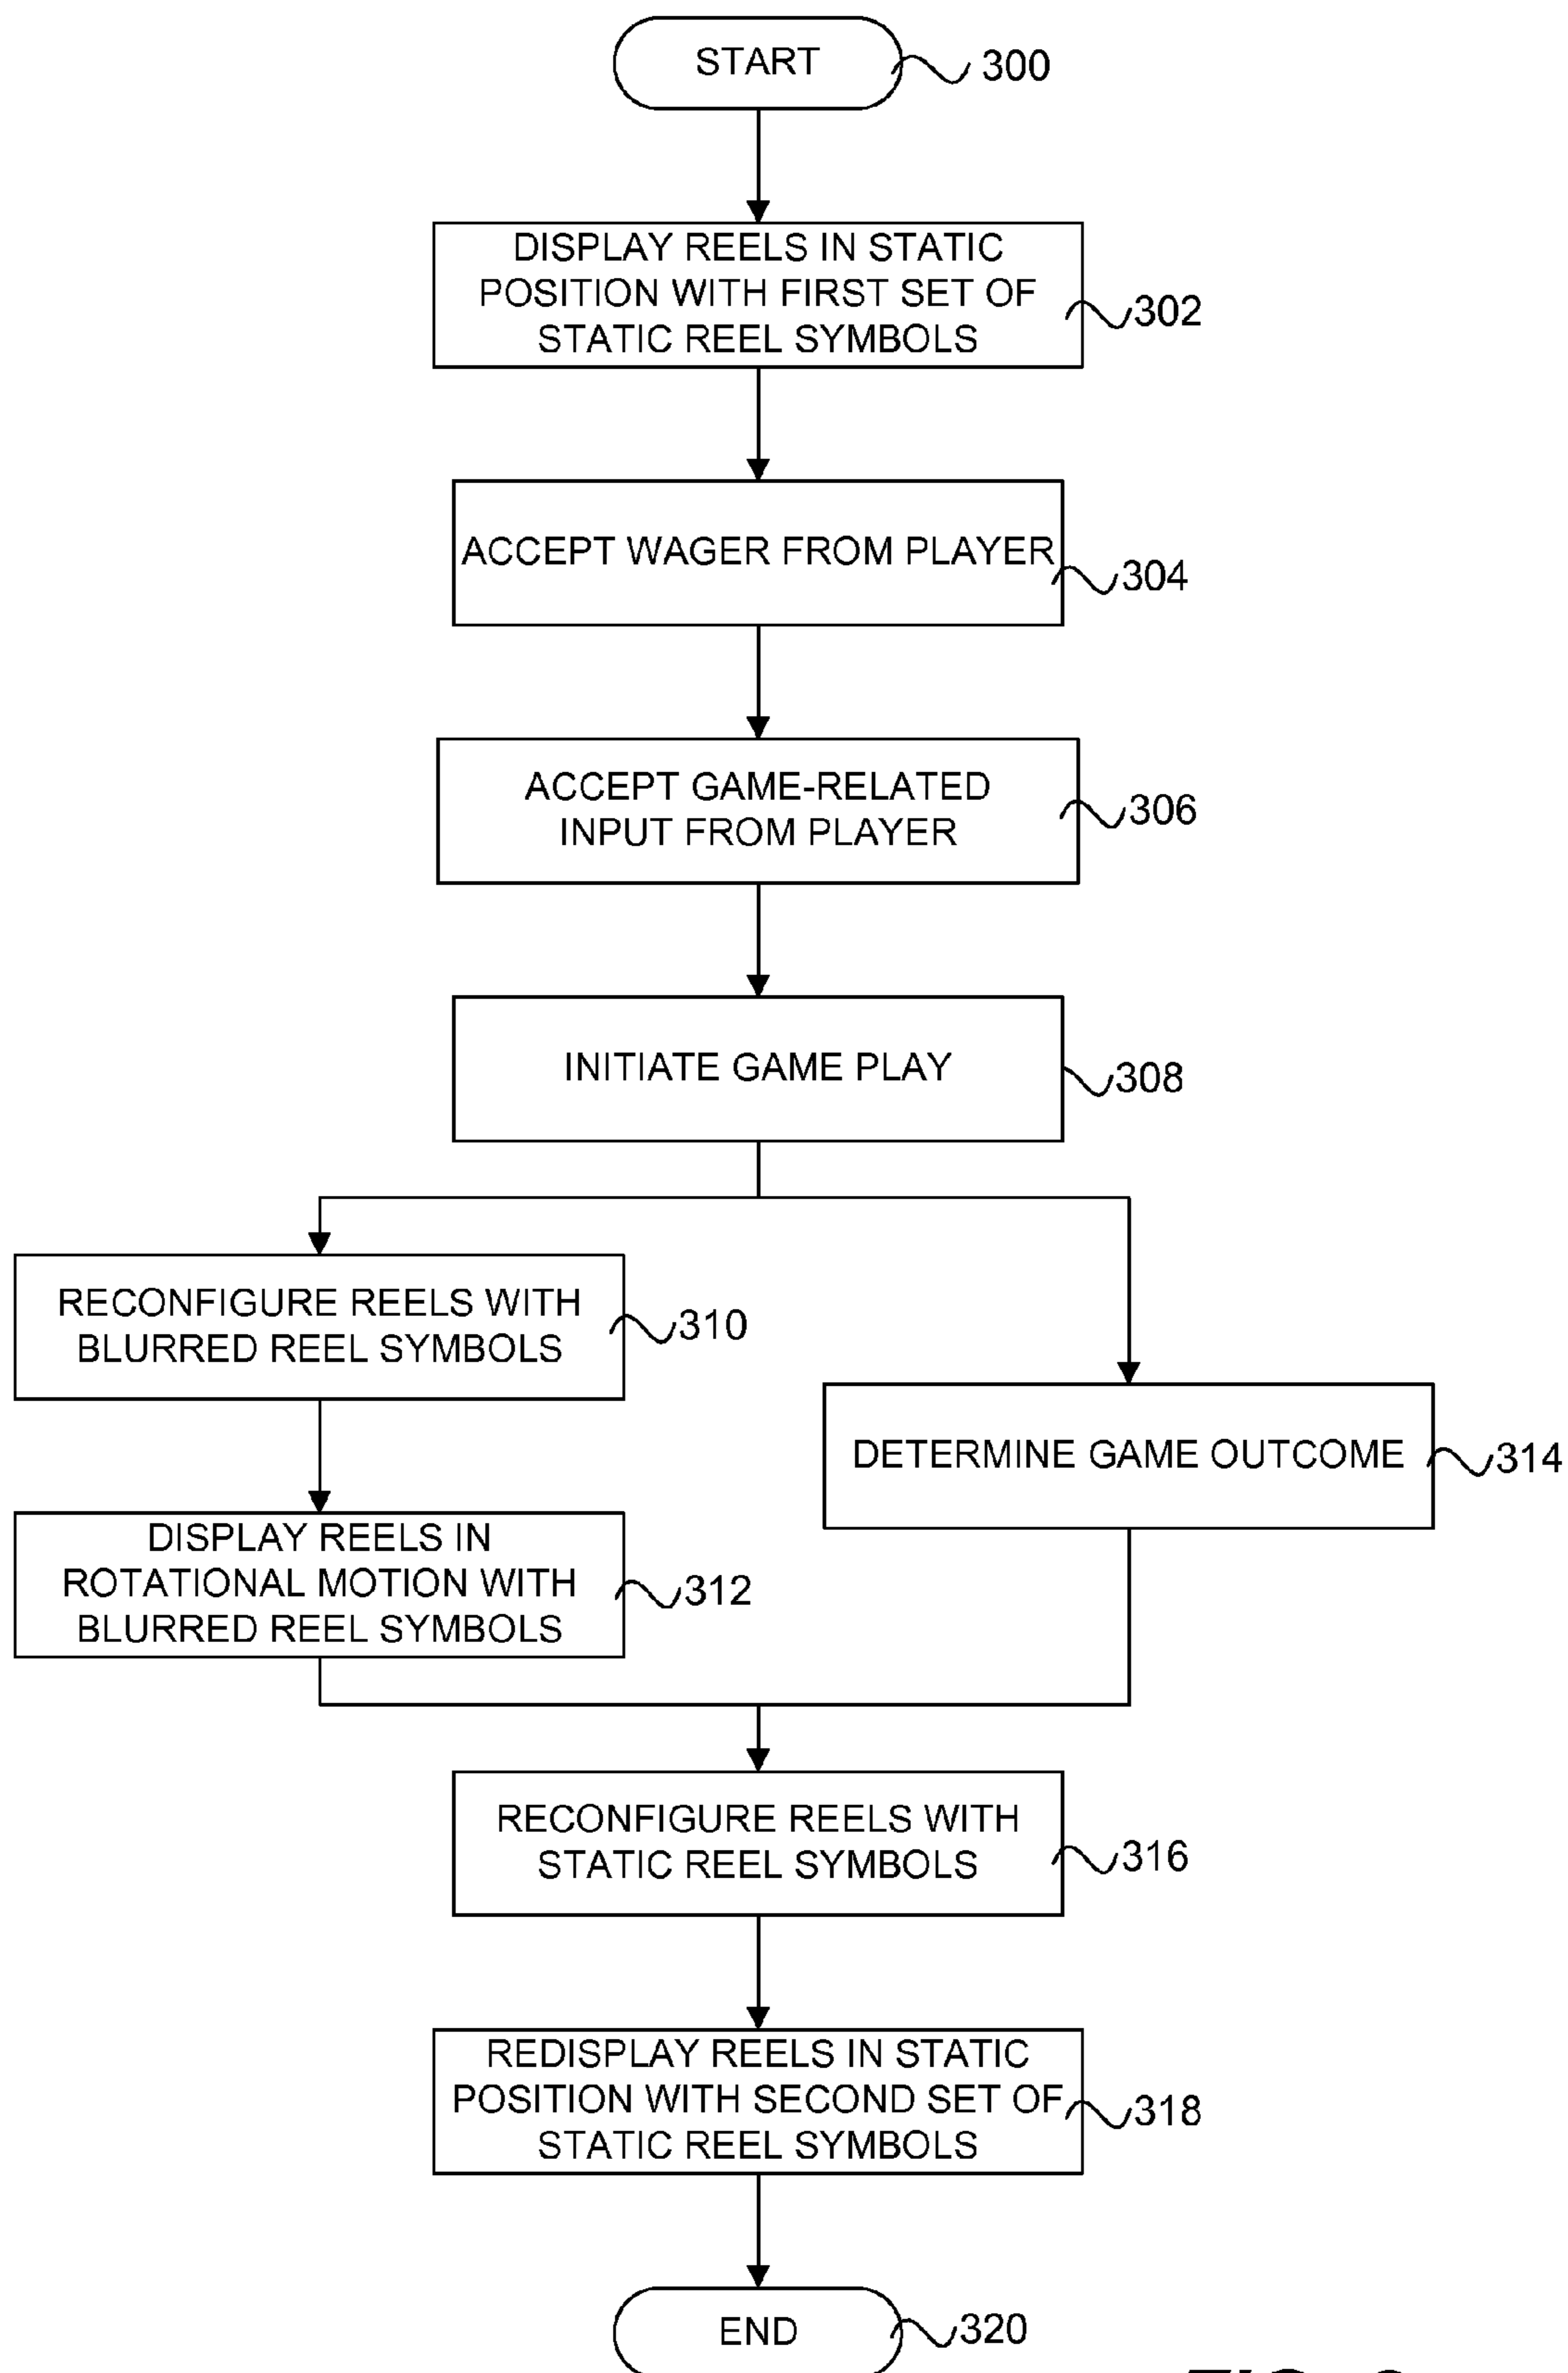 START
300
DISPLAY REELS IN STATIC
POSITION WITH FIRST SET OF
STATIC REEL SYMBOLS
302
ACCEPT WAGER FROM PLAYER
304
ACCEPT GAME-RELATED
INPUT FROM PLAYER
306
INITIATE GAME PLAY
308
RECONFIGURE REELS WITH
BLURRED REEL SYMBOLS
310
DETERMINE GAME OUTCOME
314
DISPLAY REELS IN
ROTATIONAL MOTION WITH
BLURRED REEL SYMBOLS
312
RECONFIGURE REELS WITH
STATIC REEL SYMBOLS
316
REDISPLAY REELS IN STATIC
POSITION WITH SECOND SET OF
STATIC REEL SYMBOLS
318
END
320